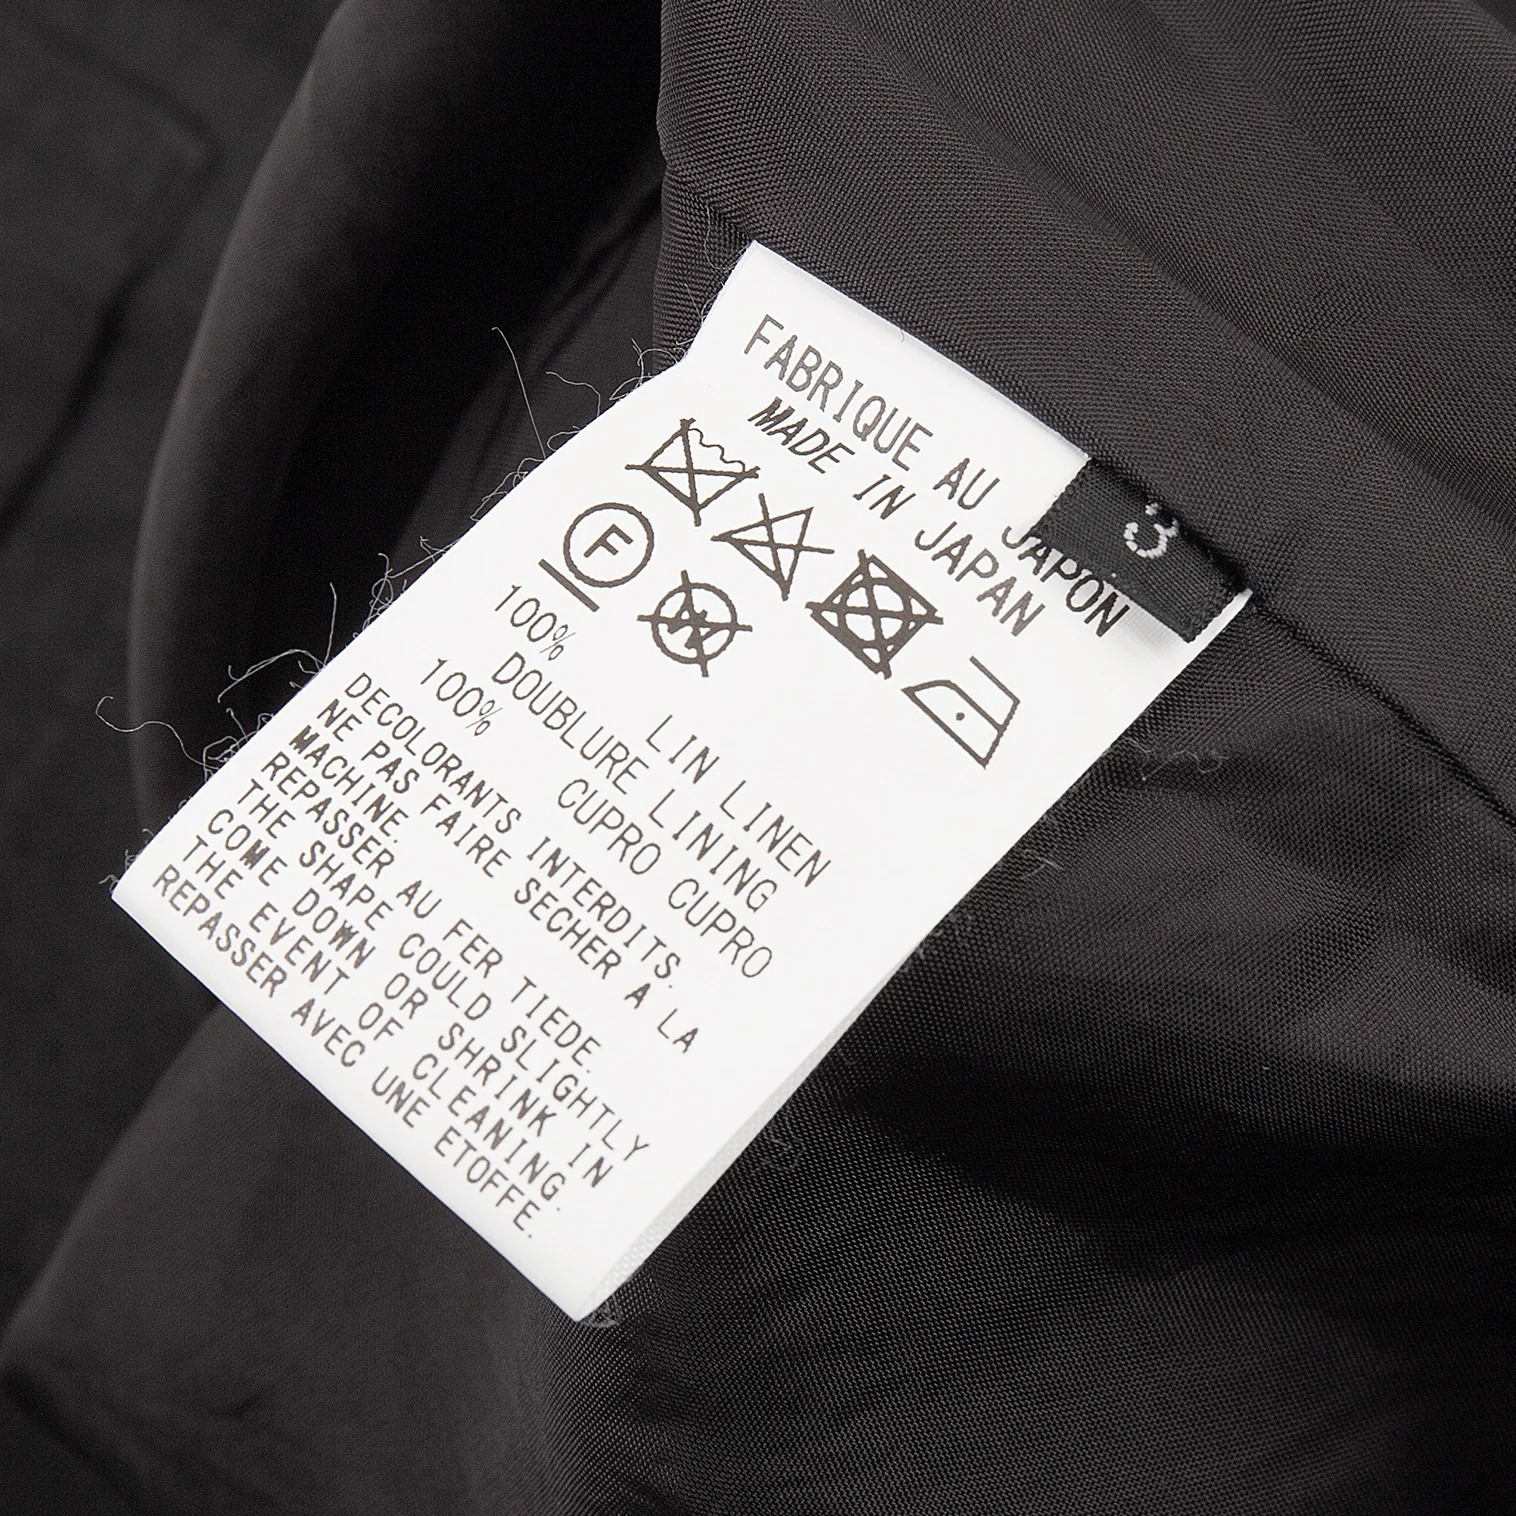 FABRIQUE AU JAPON
MADE IN JAPAN
3
F
W
100% LIN LINEN
DOUBLURE LINING
100% CUPRO CUPRO
DECOLORANTS INTERDITS.
NE PAS FAIRE SECHER A LA
MACHINE.
REPASSER AU FER TIEDE.
THE SHAPE COULD SLIGHTLY
COME DOWN OR SHRINK IN
THE EVENT OF CLEANING.
REPASSER AVEC UNE ETOFFE.